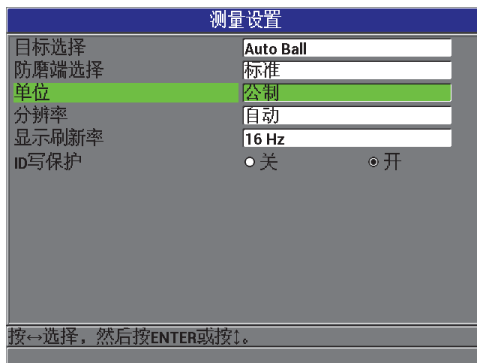 测量设置
目标选择 Auto Ball
防磨端选择 标准
单位 公制
分辨率 自动
显示刷新率 16 Hz
ID写保护 关 开
按↔选择，然后按ENTER或按↕。